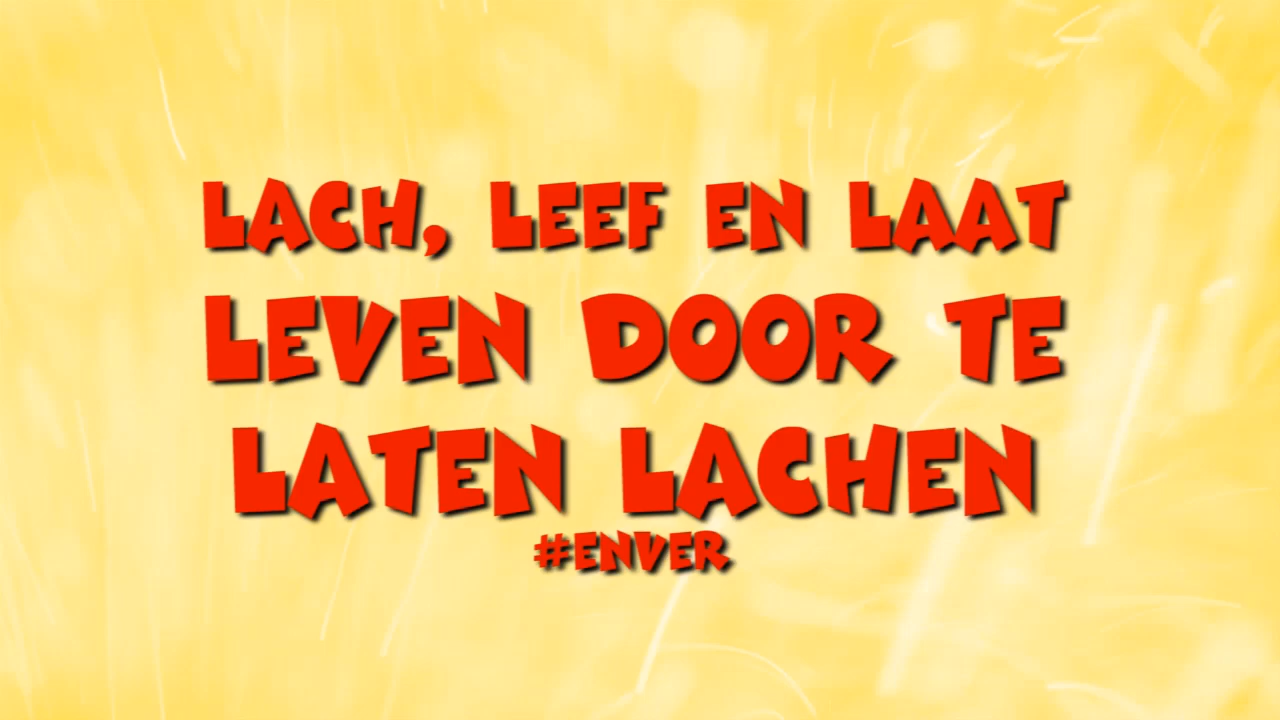 LACH, LEEF EN LAAT
LEVEN DOOR TE
LATEN LACHEN
#ENVER